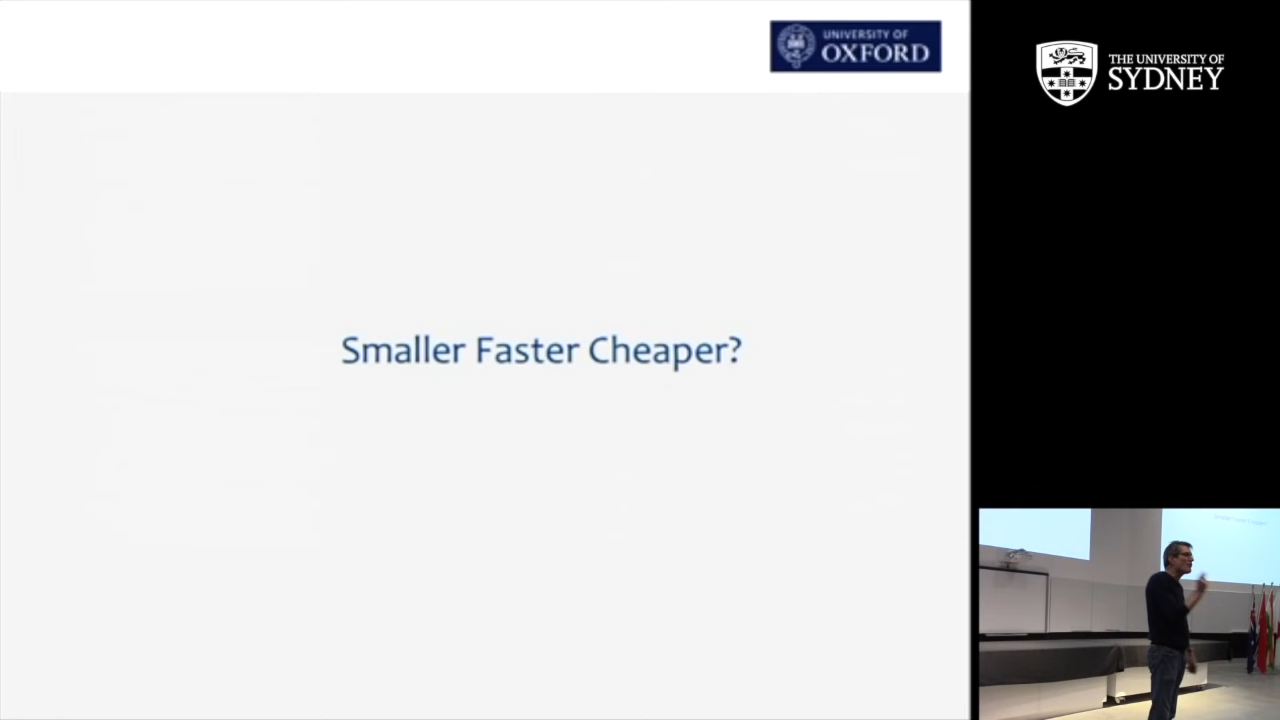 UNIVERSITY OF
OXFORD
THE UNIVERSITY OF
SYDNEY
Smaller Faster Cheaper?